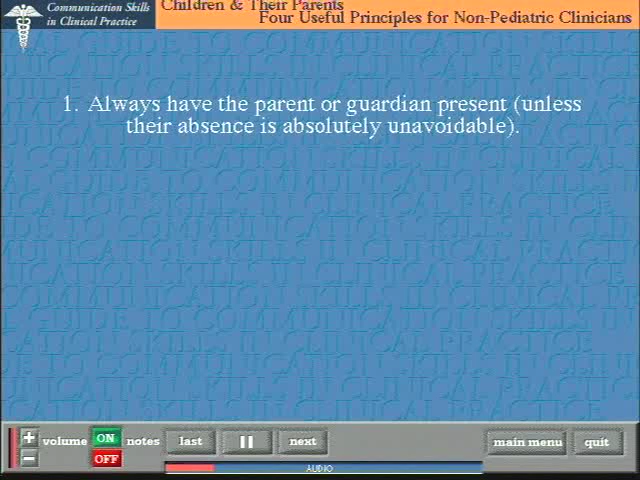 Communication Skills
in Clinical Practice
Children & Their Parents
Four Useful Principles for Non-Pediatric Clinicians
1. Always have the parent or guardian present (unless
their absence is absolutely unavoidable).
+ volume ON notes last next main menu quit
- OFF
AUDIO